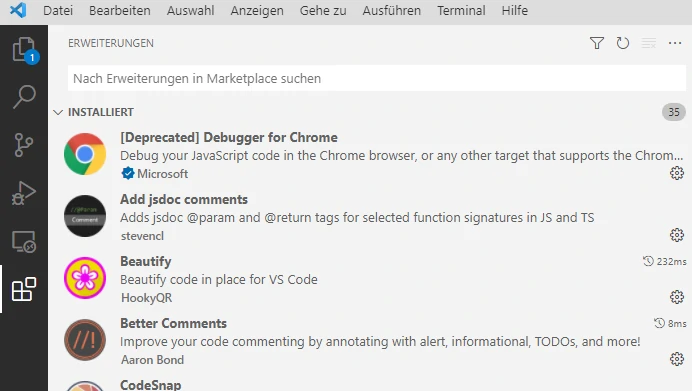 Datei Bearbeiten Auswahl Anzeigen Gehe zu Ausführen Terminal Hilfe
1
ERWEITERUNGEN
Nach Erweiterungen in Marketplace suchen
INSTALLIERT 35
[Deprecated] Debugger for Chrome
Debug your JavaScript code in the Chrome browser, or any other target that supports the Chrom...
Microsoft
//@Param
Comment
Add jsdoc comments
Adds jsdoc @param and @return tags for selected function signatures in JS and TS
stevencl
Beautify 232ms
Beautify code in place for VS Code
HookyQR
//!
Better Comments 8ms
Improve your code commenting by annotating with alert, informational, TODOs, and more!
Aaron Bond
CodeSnap